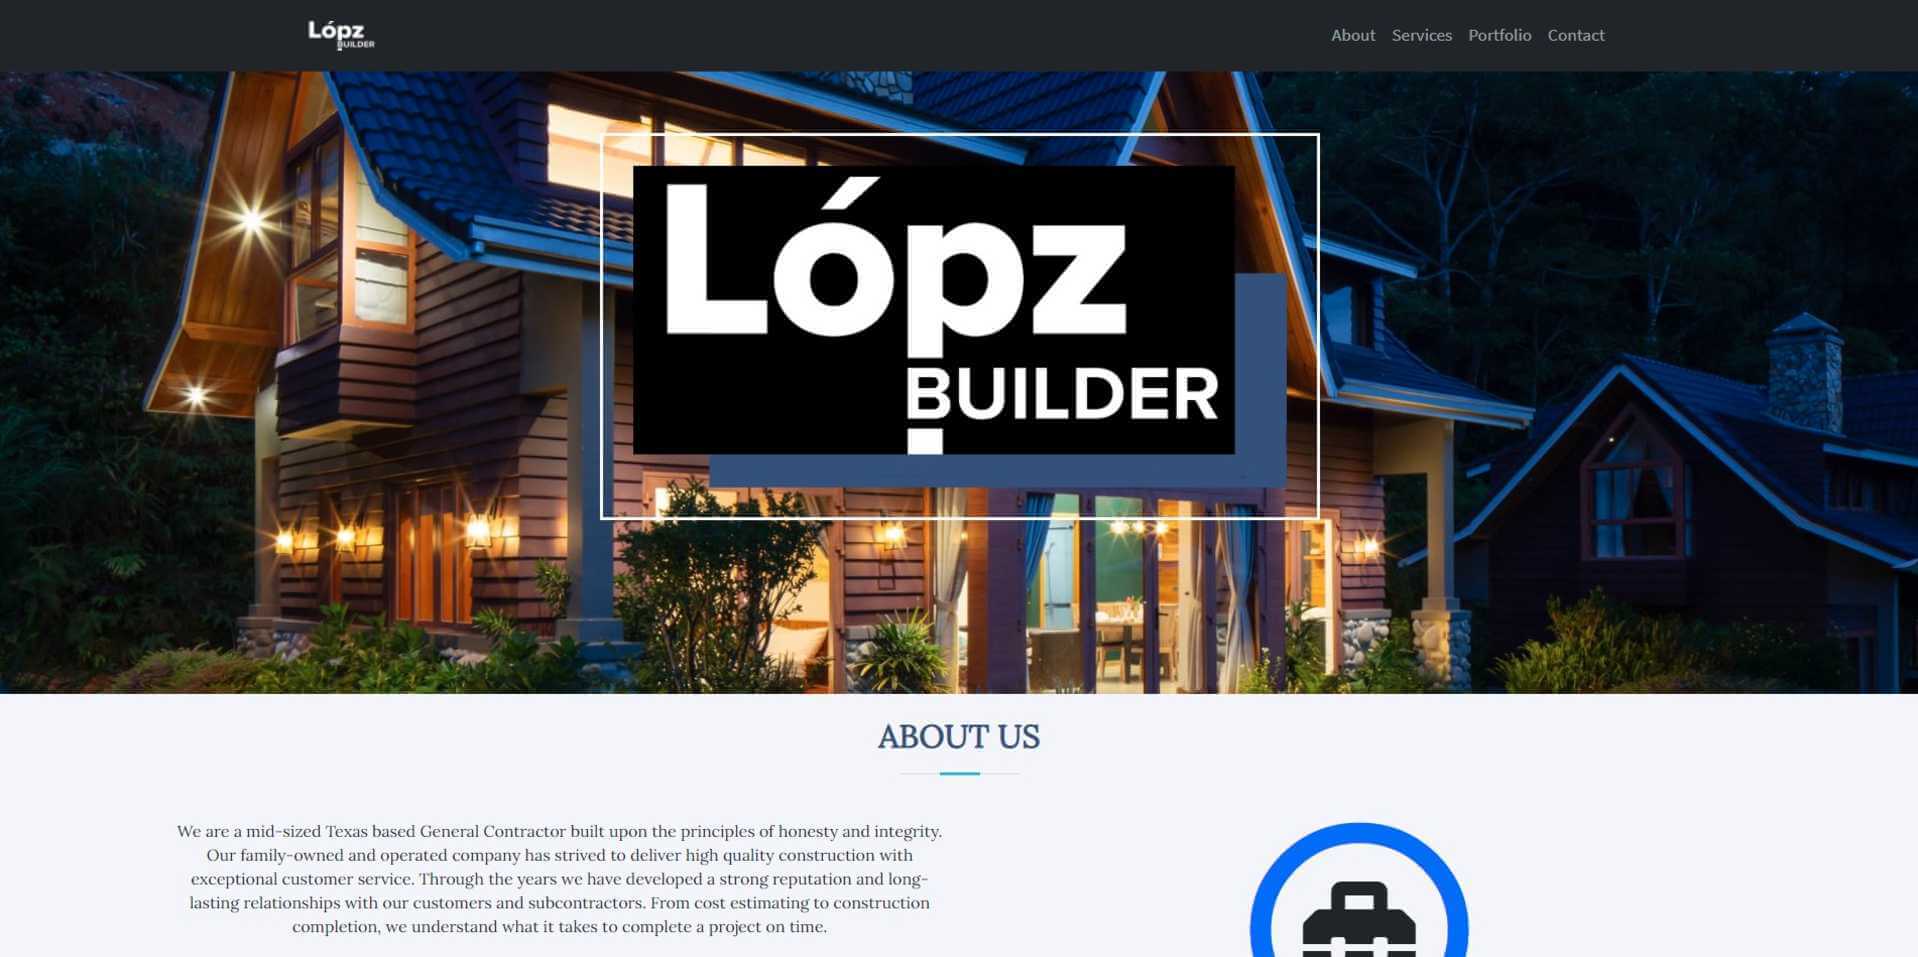 Lópz
BUILDER
About Services Portfolio Contact
Lópz
BUILDER
ABOUT US
We are a mid-sized Texas based General Contractor built upon the principles of honesty and integrity.
Our family-owned and operated company has strived to deliver high quality construction with
exceptional customer service. Through the years we have developed a strong reputation and long-
lasting relationships with our customers and subcontractors. From cost estimating to construction
completion, we understand what it takes to complete a project on time.